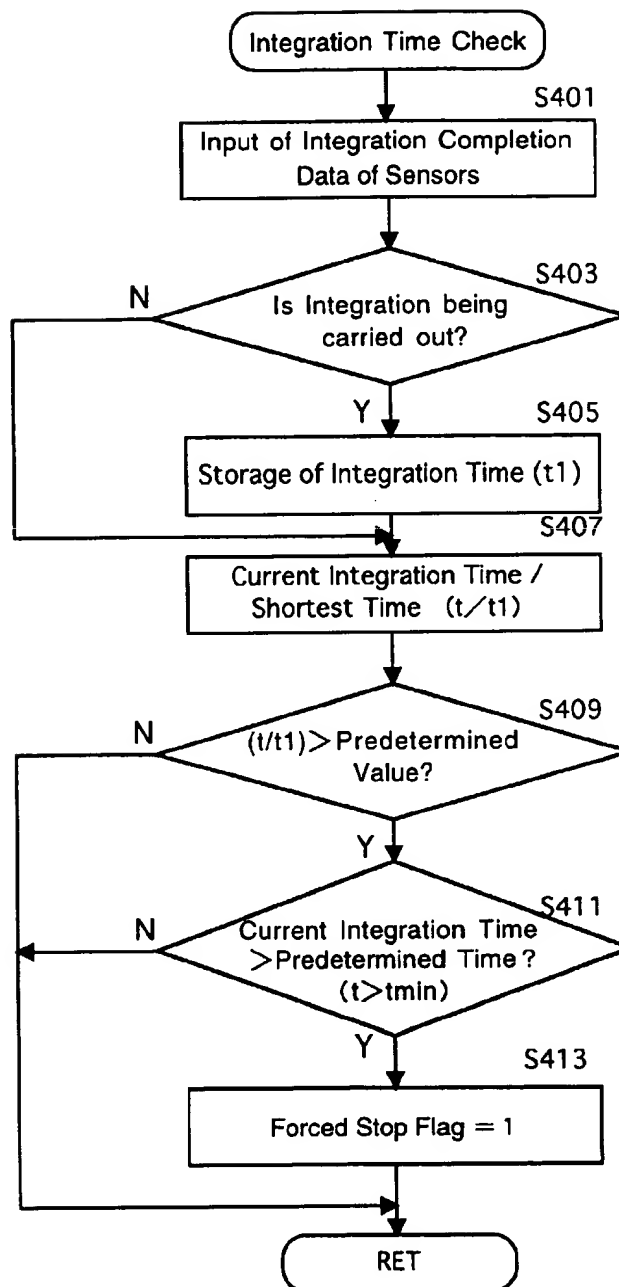 Integration Time Check
S401
Input of Integration Completion
Data of Sensors
S403
N
Is Integration being
carried out?
Y
S405
Storage of Integration Time (t1)
S407
Current Integration Time /
Shortest Time (t/t1)
S409
N
(t/t1)>Predetermined
Value?
Y
S411
N
Current Integration Time
>Predetermined Time?
(t>tmin)
Y
S413
Forced Stop Flag = 1
RET